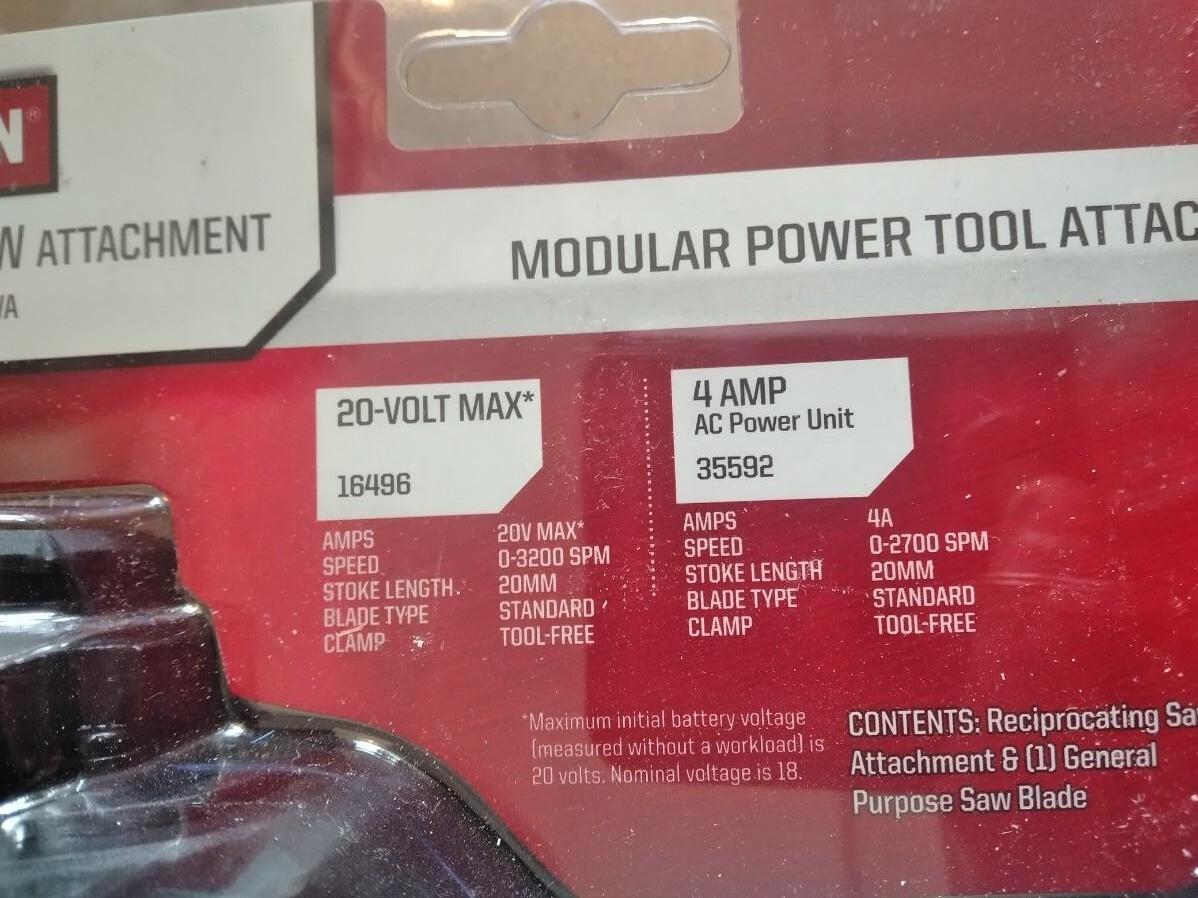 N®
W ATTACHMENT
VA
MODULAR POWER TOOL ATTAC
20-VOLT MAX*
16496
AMPS 20V MAX*
SPEED 0-3200 SPM
STOKE LENGTH 20MM
BLADE TYPE STANDARD
CLAMP TOOL-FREE
4 AMP
AC Power Unit
35592
AMPS 4A
SPEED 0-2700 SPM
STOKE LENGTH 20MM
BLADE TYPE STANDARD
CLAMP TOOL-FREE
*Maximum initial battery voltage
(measured without a workload) is
20 volts. Nominal voltage is 18.
CONTENTS: Reciprocating Sa
Attachment & (1) General
Purpose Saw Blade